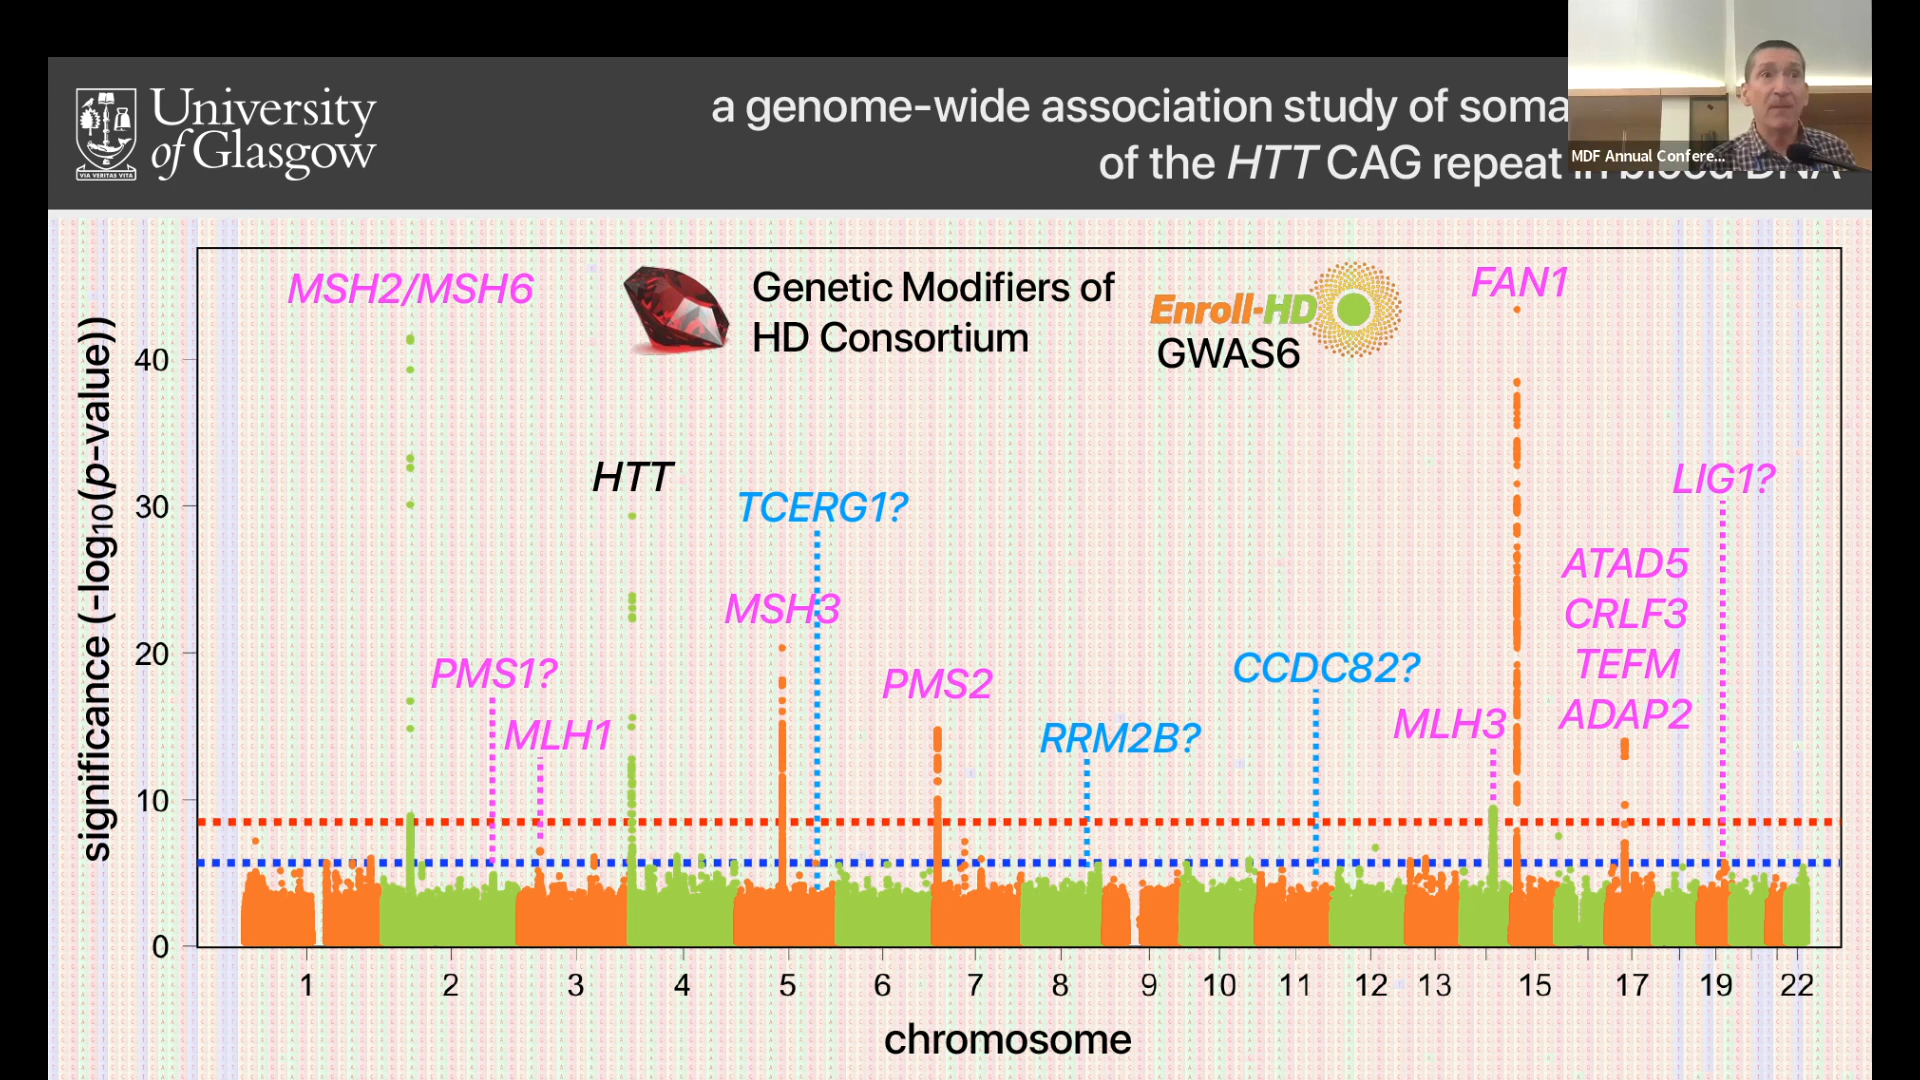 University
of Glasgow
VIA VERITAS VITA
a genome-wide association study of soma
of the HTT CAG repeat in blood DNA
MDF Annual Confere...
MSH2/MSH6
Genetic Modifiers of
HD Consortium
Enroll-HD
GWAS6
FAN1
HTT
TCERG1?
LIG1?
MSH3
ATAD5
CRLF3
TEFM
ADAP2
PMS1?
MLH1
PMS2
RRM2B?
CCDC82?
MLH3
significance (-log10(p-value))
40
30
20
10
0
1 2 3 4 5 6 7 8 9 10 11 12 13 15 17 19 22
chromosome